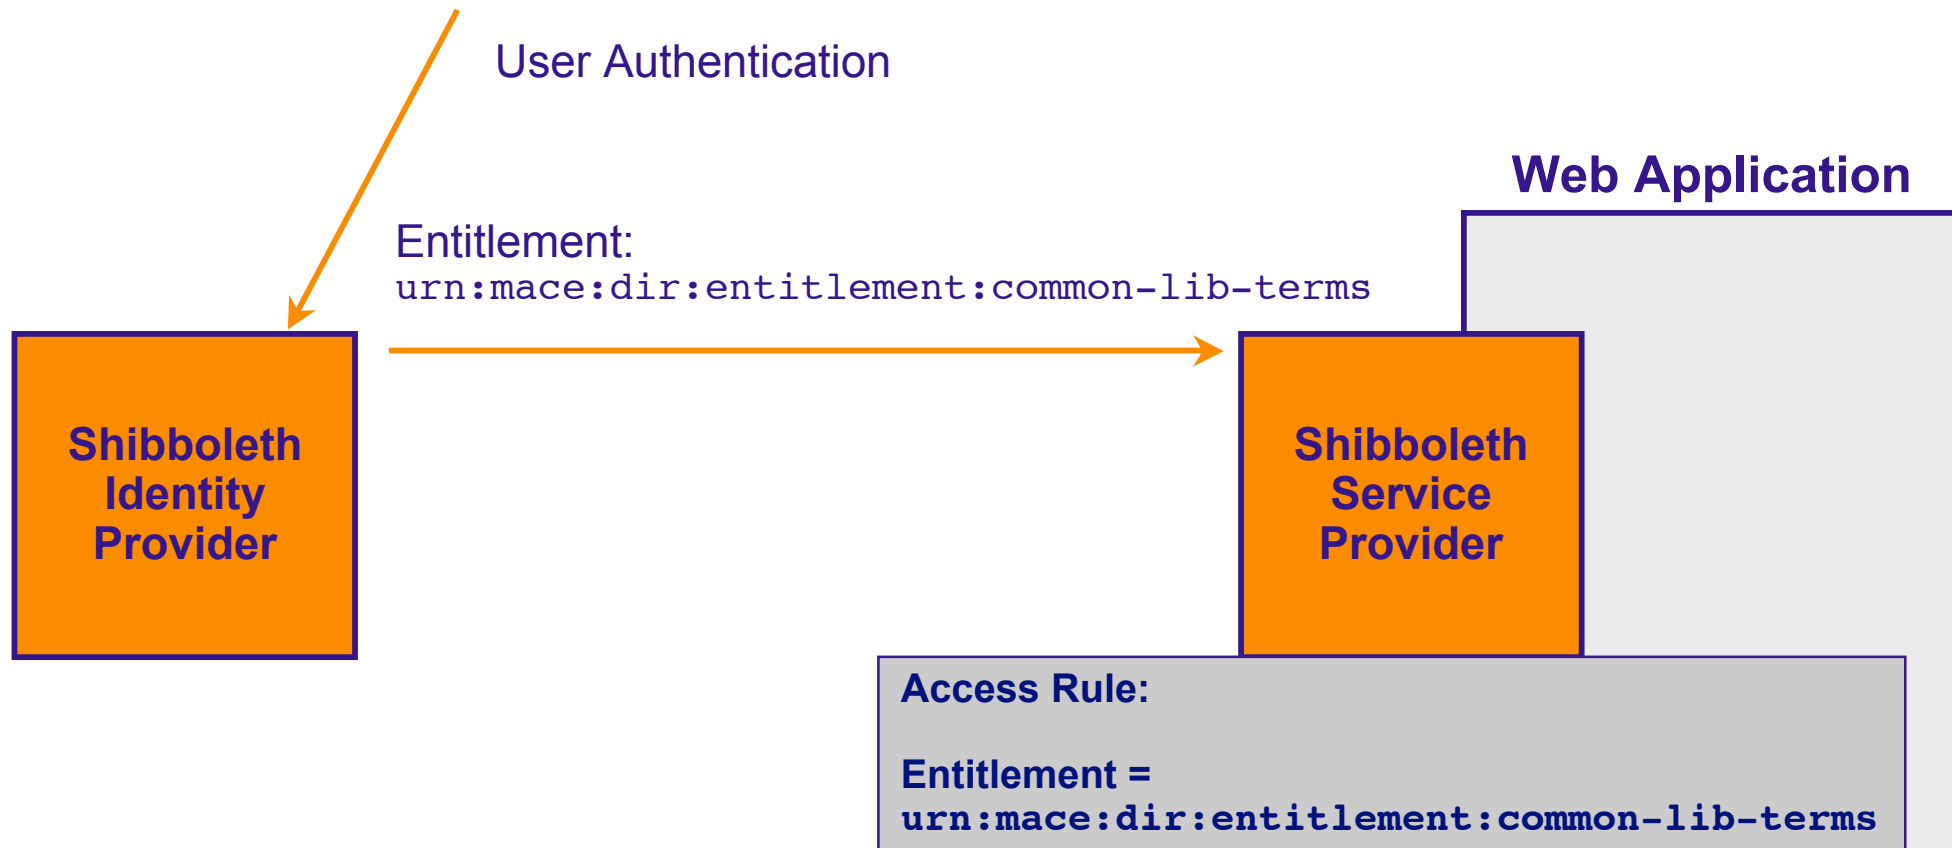 User Authentication
Web Application
Entitlement:
urn:mace:dir:entitlement:common-lib-terms
Shibboleth
Identity
Provider
Shibboleth
Service
Provider
Access Rule:
Entitlement =
urn:mace:dir:entitlement:common-lib-terms